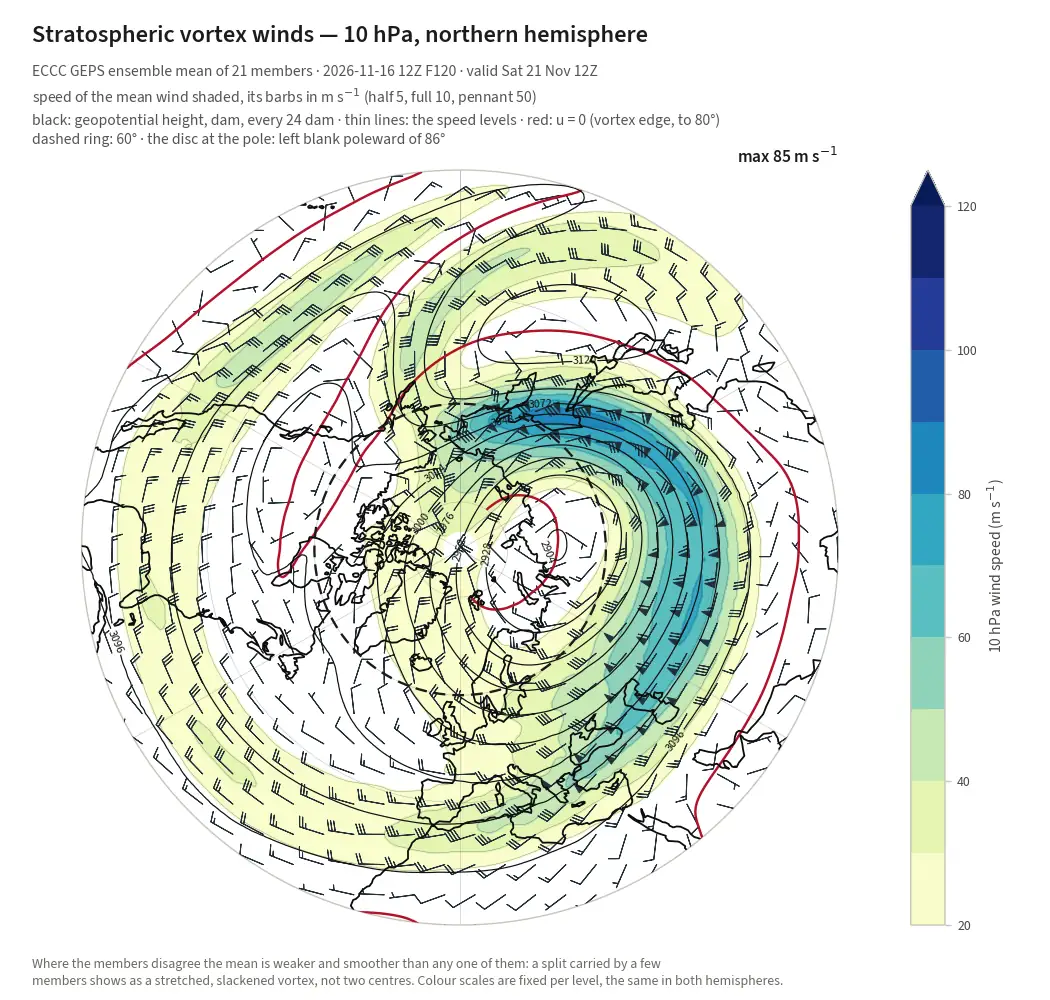 Stratospheric vortex winds — 10 hPa, northern hemisphere
ECCC GEPS ensemble mean of 21 members · 2026-11-16 12Z F120 · valid Sat 21 Nov 12Z
speed of the mean wind shaded, its barbs in m s⁻¹ (half 5, full 10, pennant 50)
black: geopotential height, dam, every 24 dam · thin lines: the speed levels · red: u = 0 (vortex edge, to 80°)
dashed ring: 60° · the disc at the pole: left blank poleward of 86°
max 85 m s⁻¹
120
100
80
60
40
20
10 hPa wind speed (m s⁻¹)
3072
3000
2928
2904
3096
3096
Where the members disagree the mean is weaker and smoother than any one of them: a split carried by a few
members shows as a stretched, slackened vortex, not two centres. Colour scales are fixed per level, the same in both hemispheres.